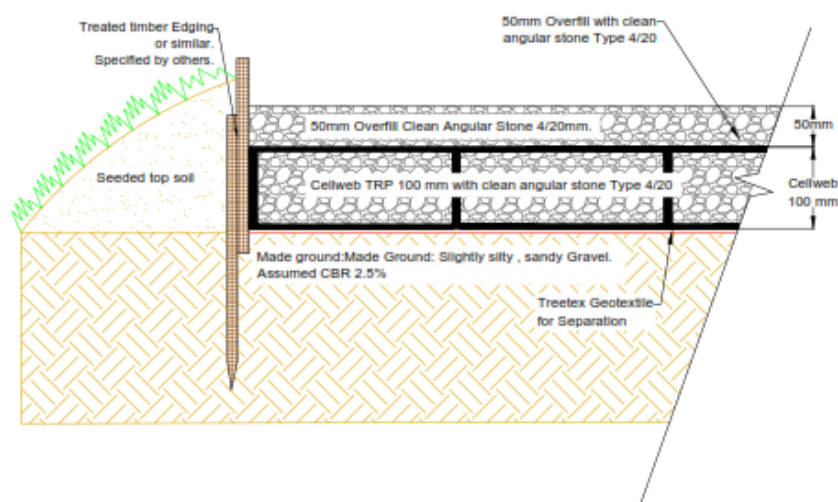 Treated timber Edging
or similar.
Specified by others.
50mm Overfill with clean
angular stone Type 4/20
50mm Overfill Clean Angular Stone 4/20mm.
50mm
Seeded top soil
Cellweb TRP 100 mm with clean angular stone Type 4/20
Cellweb
100 mm
Made ground:Made Ground: Slightly silty , sandy Gravel.
Assumed CBR 2.5%
Treetex Geotextile
for Separation